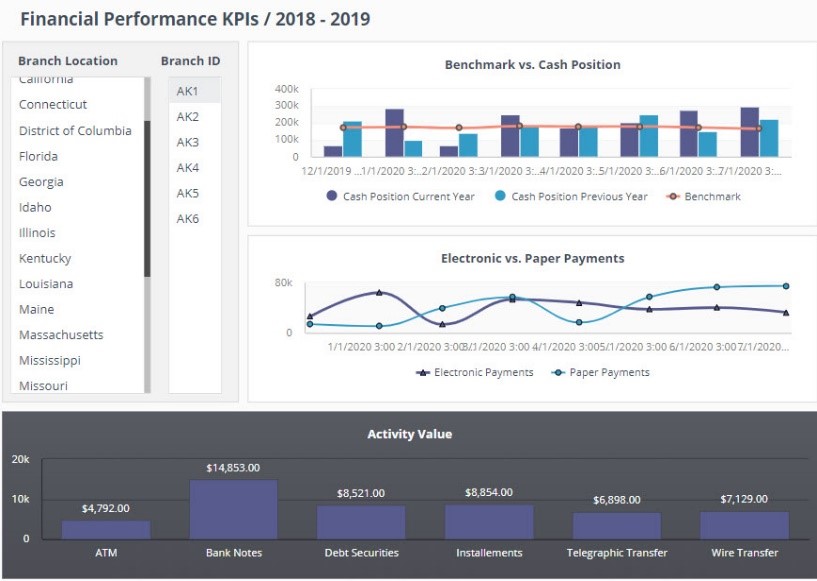 Financial Performance KPIs / 2018 - 2019
Branch Location
California
Connecticut
District of Columbia
Florida
Georgia
Idaho
Illinois
Kentucky
Louisiana
Maine
Massachusetts
Mississippi
Missouri
Branch ID
AK1
AK2
AK3
AK4
AK5
AK6
Benchmark vs. Cash Position
400k
300k
200k
100k
0
12/1/2019 ...1/1/2020 3:...2/1/2020 3:...3/1/2020 3:...4/1/2020 3:...5/1/2020 3:...6/1/2020 3:...7/1/2020 3:...
Cash Position Current Year Cash Position Previous Year Benchmark
Electronic vs. Paper Payments
80k
0
1/1/2020 3:00 2/1/2020 3:00 3/1/2020 3:00 4/1/2020 3:00 5/1/2020 3:00 6/1/2020 3:00 7/1/2020...
Electronic Payments Paper Payments
Activity Value
20k
10k
0
$4,792.00 $14,853.00 $8,521.00 $8,854.00 $6,898.00 $7,129.00
ATM Bank Notes Debt Securities Installements Telegraphic Transfer Wire Transfer